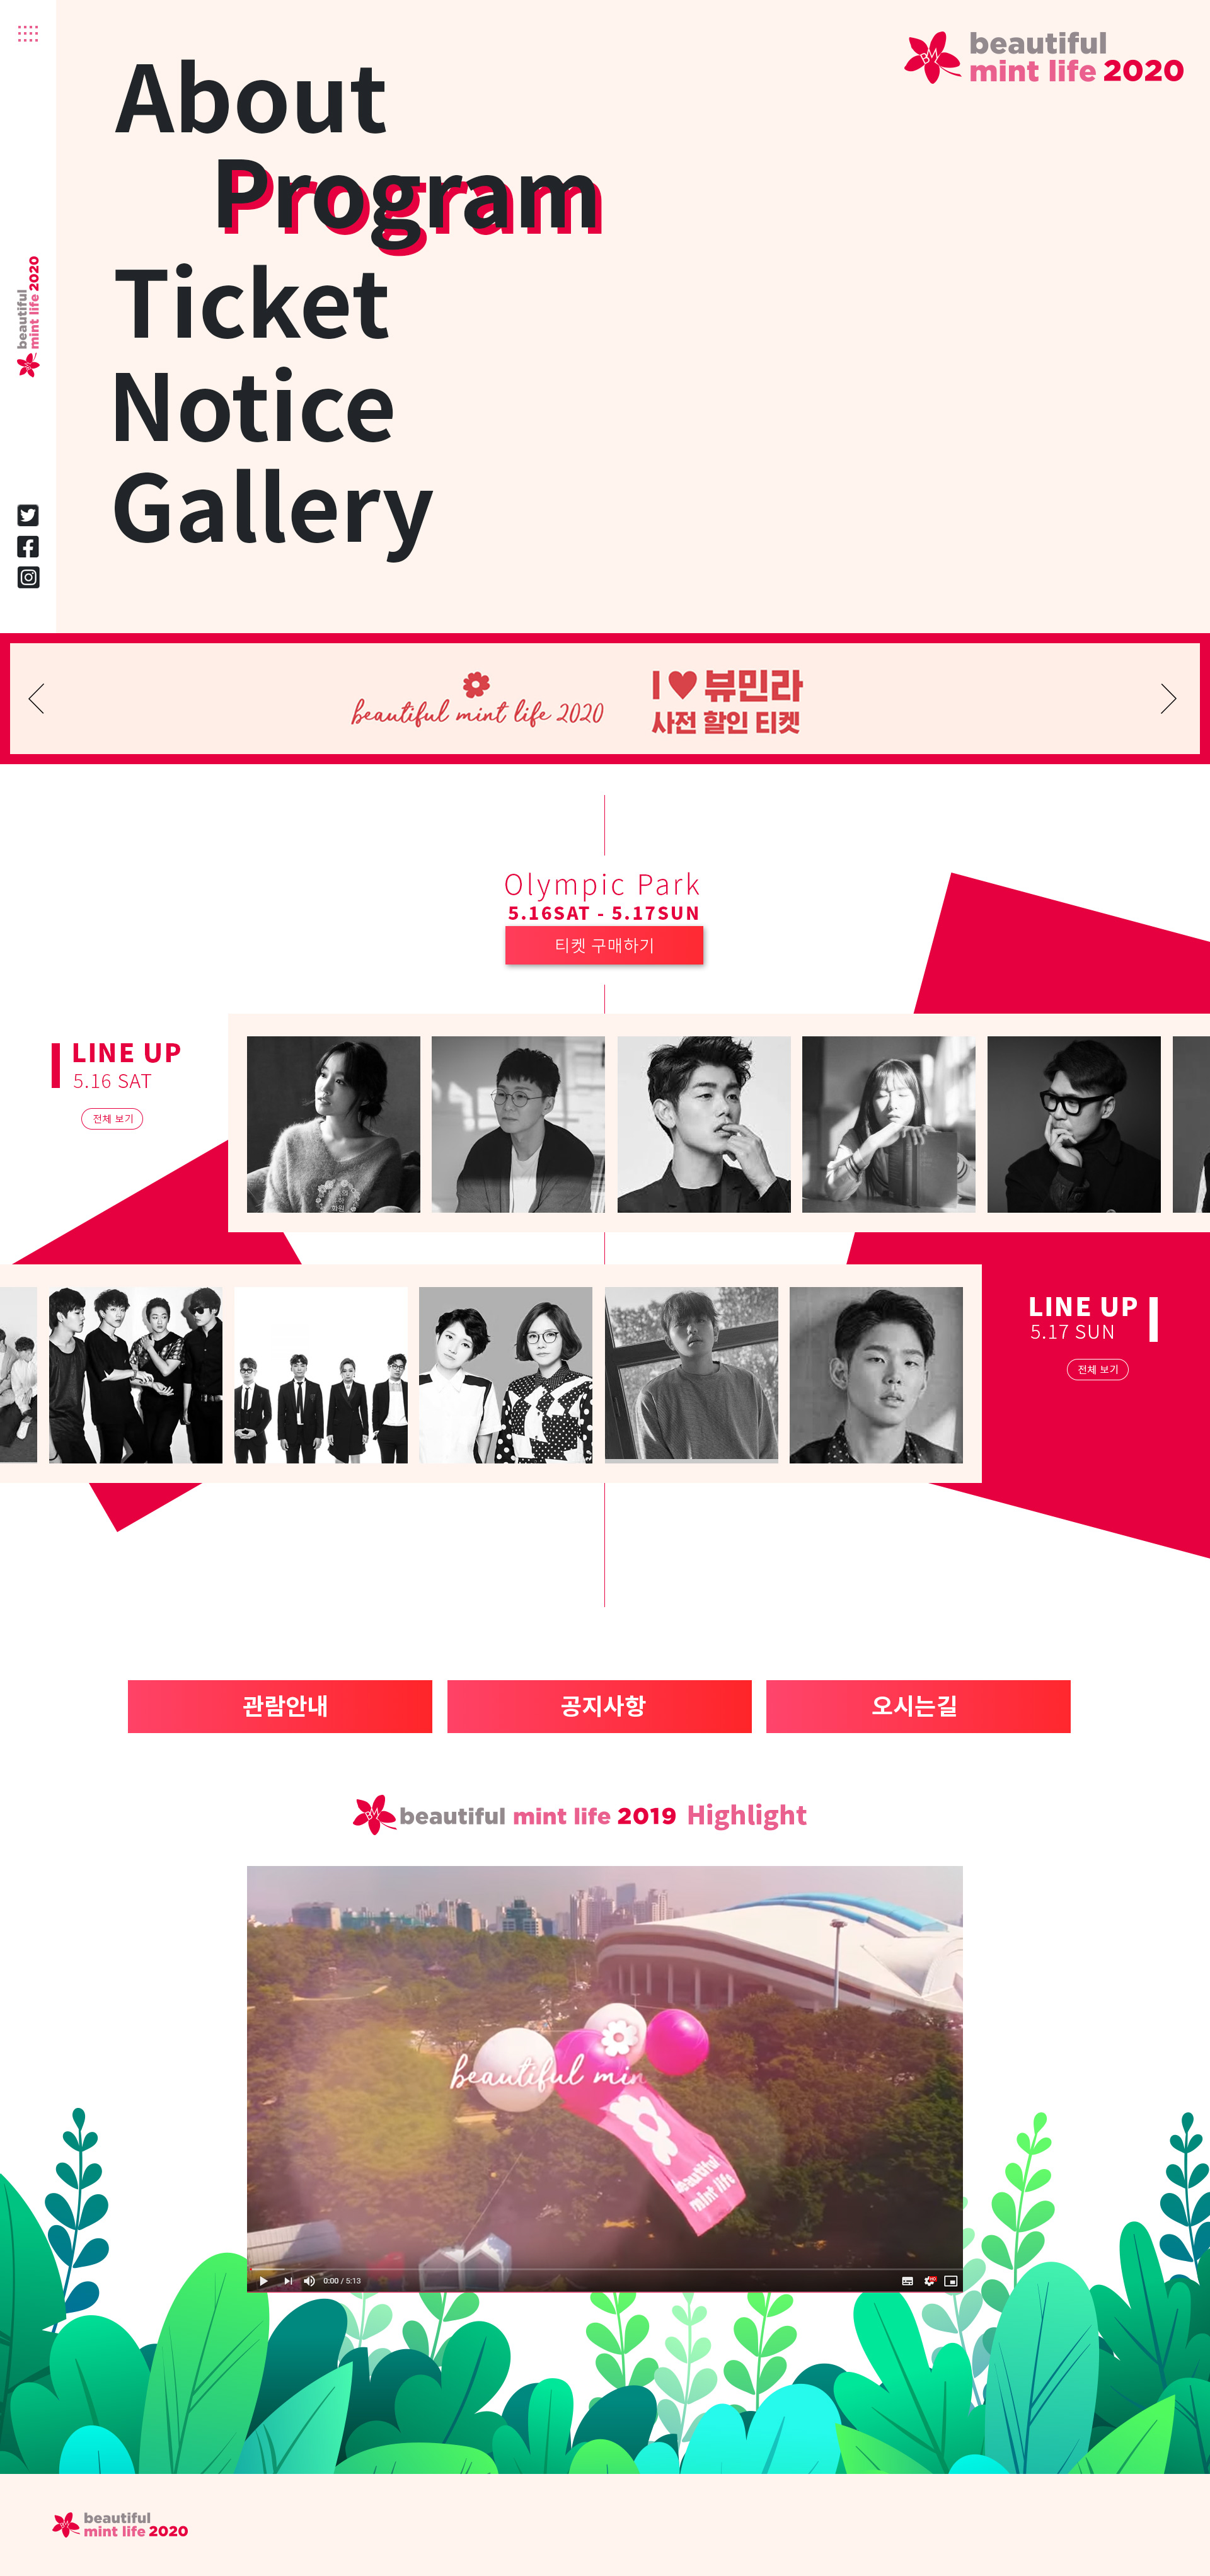 beautiful
mint life 2020
About
Program
Ticket
Notice
Gallery
beautiful
mint life 2020
beautiful mint life 2020
I ♥ 뷰민라
사전 할인 티켓
Olympic Park
5.16SAT - 5.17SUN
티켓 구매하기
LINE UP
5.16 SAT
전체 보기
LINE UP
5.17 SUN
전체 보기
관람안내
공지사항
오시는길
beautiful mint life 2019 Highlight
beautiful min
beautiful
mint life
0:00 / 5:13
beautiful
mint life 2020